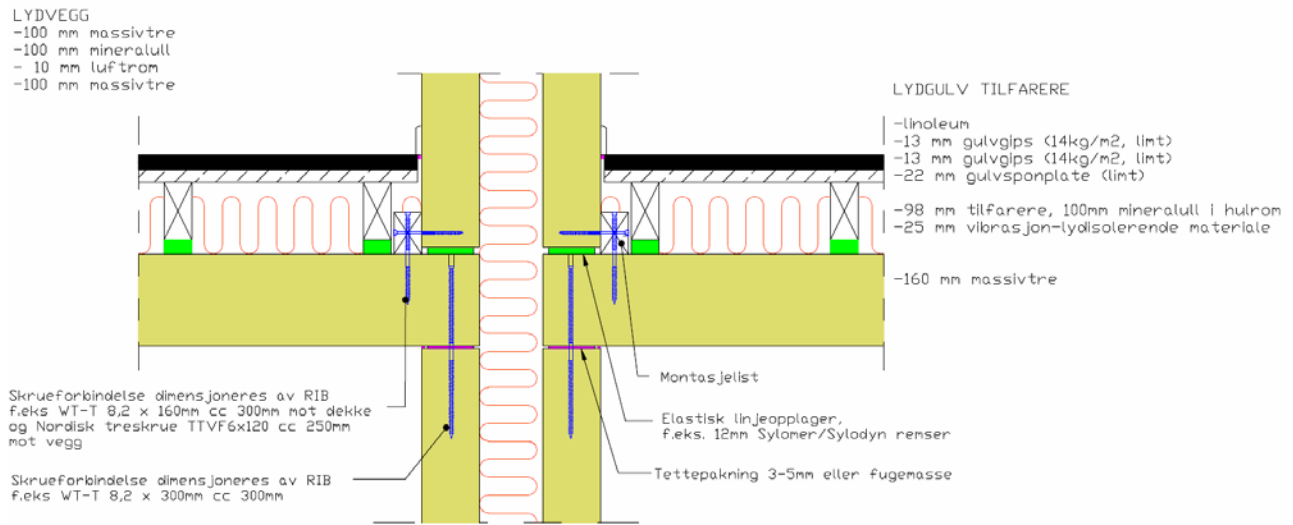 LYDVEGG
-100 mm massivtre
-100 mm mineralull
- 10 mm luftrom
-100 mm massivtre
LYDGULV TILFARERE
-linoleum
-13 mm gulvgips (14kg/m2, limt)
-13 mm gulvgips (14kg/m2, limt)
-22 mm gulvsponplate (limt)
-98 mm tilfarere, 100mm mineralull i hulrom
-25 mm vibrasjon-lydisolerende materiale
-160 mm massivtre
Skrueforbindelse dimensjoneres av RIB
f.eks WT-T 8,2 x 160mm cc 300mm mot dekke
og Nordisk treskrue TTVF6x120 cc 250mm
mot vegg
Skrueforbindelse dimensjoneres av RIB
f.eks WT-T 8,2 x 300mm cc 300mm
Montasjelist
Elastisk linjeopplager,
f.eks. 12mm Sylomer/Sylodyn remser
Tettepakning 3-5mm eller fugemasse